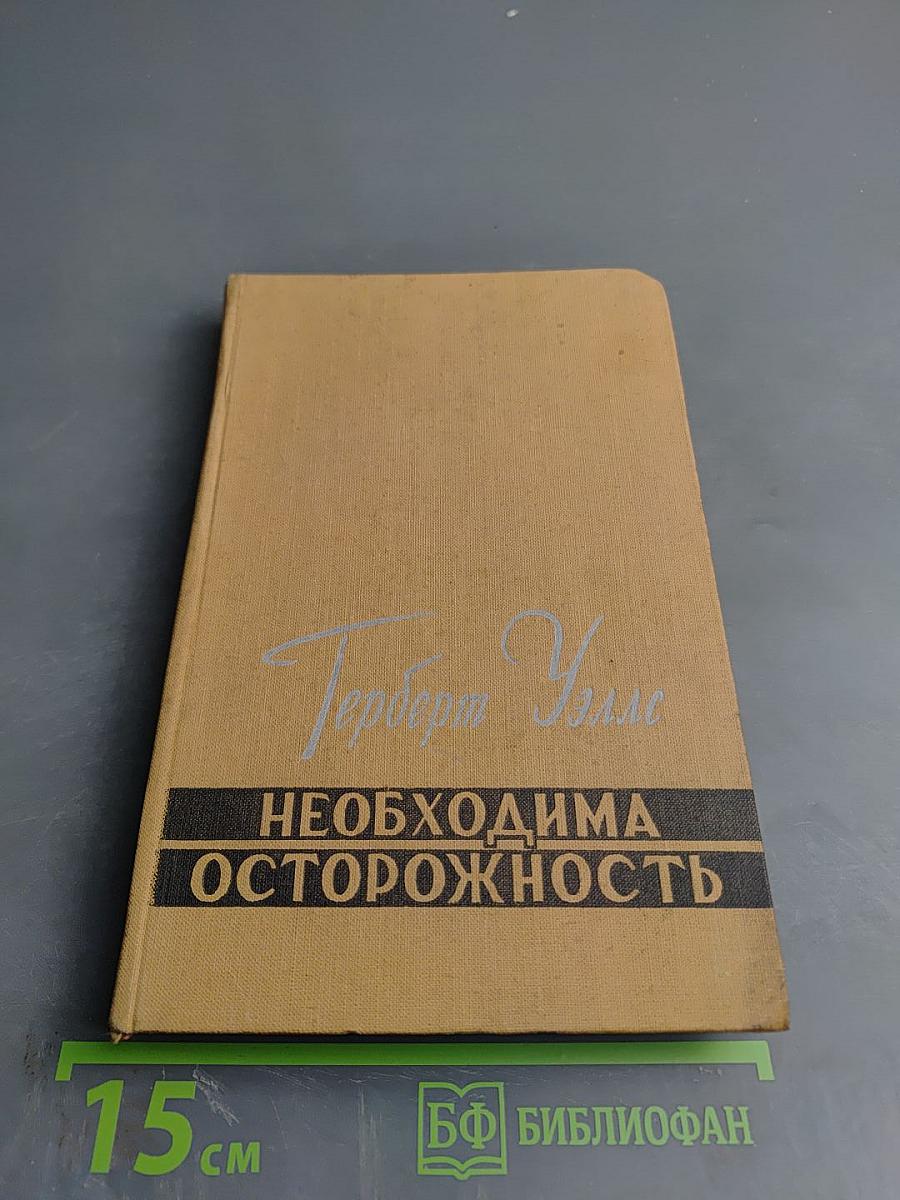 Герберт Уэллс
НЕОБХОДИМА
ОСТОРОЖНОСТЬ
15 см
БФ БИБЛИОФАН